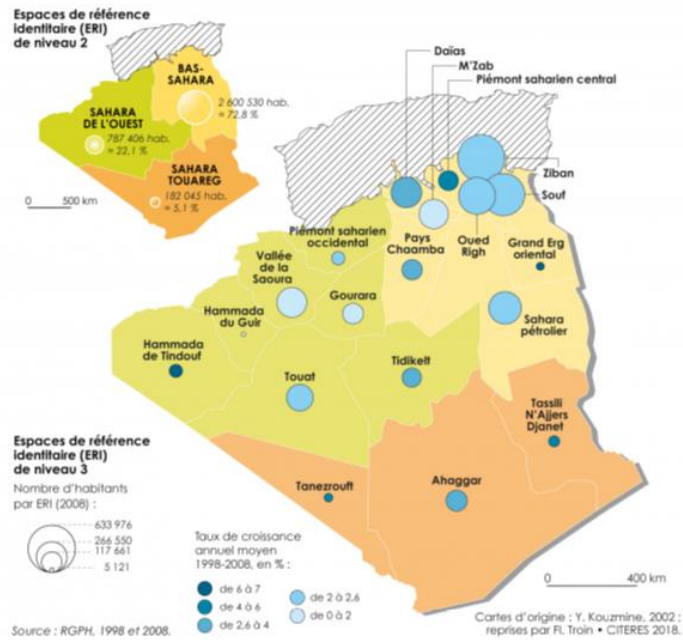 Espaces de référence
identitaire (ERI)
de niveau 2
BAS-
SAHARA
2 600 530 hab.
= 72,8 %
SAHARA
DE L'OUEST
787 406 hab.
= 22,1 %
SAHARA
TOUAREG
182 045 hab.
= 5,1 %
0 500 km
Daïas
M'Zab
Piémont saharien central
Ziban
Souf
Piémont saharien
occidental
Pays
Chaamba
Oued
Righ
Grand Erg
oriental
Vallée
de la
Saoura
Gourara
Hammada
du Guir
Sahara
pétrolier
Hammada
de Tindouf
Touat
Tidikelt
Tassili
N'Ajjers
Djanet
Tanezrouft
Ahaggar
Espaces de référence
identitaire (ERI)
de niveau 3
Nombre d'habitants
par ERI (2008) :
633 976
266 550
117 661
5 121
Taux de croissance
annuel moyen
1998-2008, en % :
de 6 à 7
de 4 à 6
de 2,6 à 4
de 2 à 2,6
de 0 à 2
0 400 km
Source : RGPH, 1998 et 2008.
Cartes d'origine : Y. Kouzmine, 2002 ;
reprises par Fl. Troin • CITERES 2018.